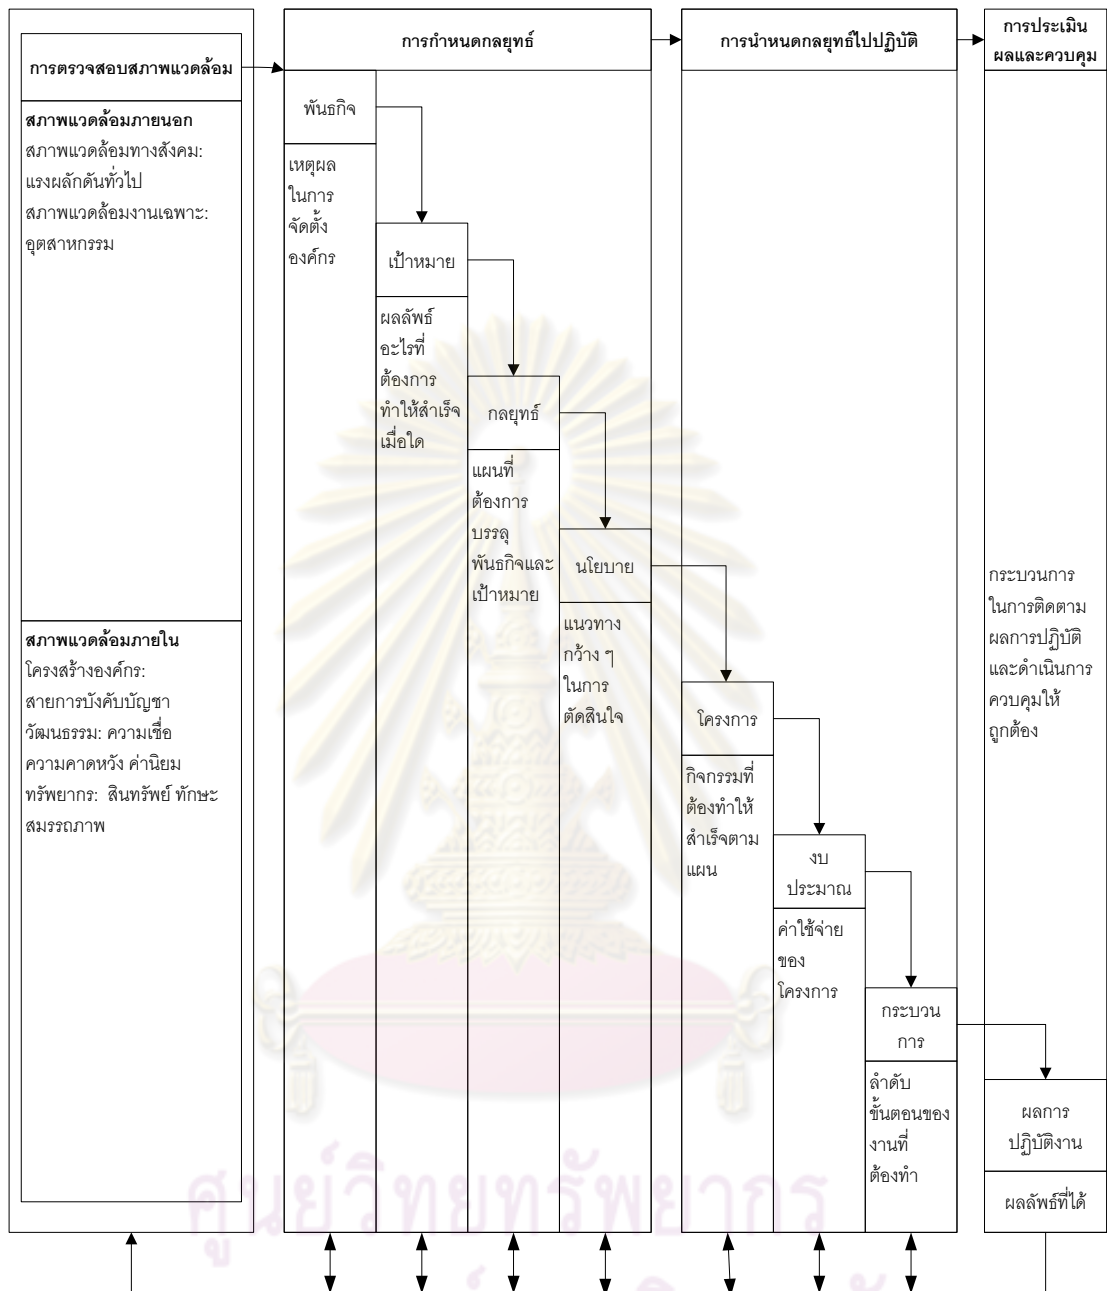 การตรวจสอบสภาพแวดล้อม
สภาพแวดล้อมภายนอก
สภาพแวดล้อมทางสังคม:
แรงผลักดันทั่วไป
สภาพแวดล้อมงานเฉพาะ:
อุตสาหกรรม
สภาพแวดล้อมภายใน
โครงสร้างองค์กร:
สายการบังคับบัญชา
วัฒนธรรม: ความเชื่อ
ความคาดหวัง ค่านิยม
ทรัพยากร: สินทรัพย์ ทักษะ
สมรรถภาพ
การกำหนดกลยุทธ์
พันธกิจ
เหตุผล
ในการ
จัดตั้ง
องค์กร
เป้าหมาย
ผลลัพธ์
อะไรที่
ต้องการ
ทำให้สำเร็จ
เมื่อใด
กลยุทธ์
แผนที่
ต้องการ
บรรลุ
พันธกิจและ
เป้าหมาย
นโยบาย
แนวทาง
กว้าง ๆ
ในการ
ตัดสินใจ
การนำหนดกลยุทธ์ไปปฏิบัติ
โครงการ
กิจกรรมที่
ต้องทำให้
สำเร็จตาม
แผน
งบ
ประมาณ
ค่าใช้จ่าย
ของ
โครงการ
กระบวน
การ
ลำดับ
ขั้นตอนของ
งานที่
ต้องทำ
การประเมิน
ผลและควบคุม
กระบวนการ
ในการติดตาม
ผลการปฏิบัติ
และดำเนินการ
ควบคุมให้
ถูกต้อง
ผลการ
ปฏิบัติงาน
ผลลัพธ์ที่ได้
ศูนย์วิทยทรัพยากร